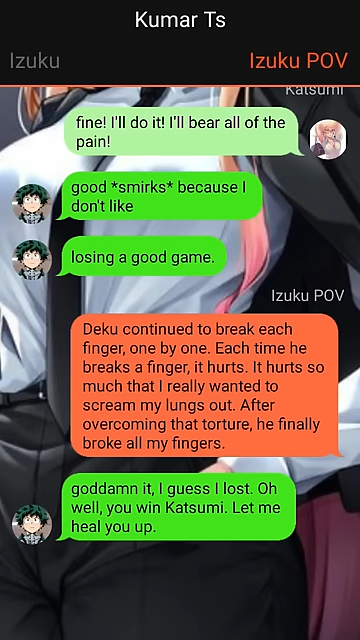 Kumar Ts
Izuku
Izuku POV
Katsumi
fine! I'll do it! I'll bear all of the
pain!
good *smirks* because I
don't like
losing a good game.
Izuku POV
Deku continued to break each
finger, one by one. Each time he
breaks a finger, it hurts. It hurts so
much that I really wanted to
scream my lungs out. After
overcoming that torture, he finally
broke all my fingers.
goddamn it, I guess I lost. Oh
well, you win Katsumi. Let me
heal you up.